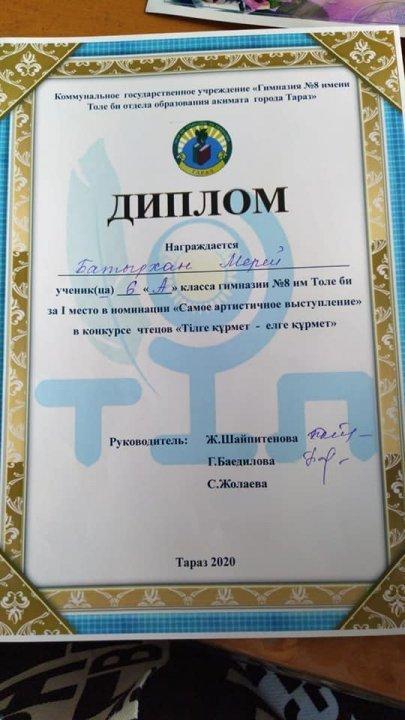 Коммунальное государственное учреждение «Гимназия №8 имени
Толе би отдела образования акимата города Тараз»
ТАРАЗ
ДИПЛОМ
Награждается
Батырхан Мерей
ученик(ца) 6 « А » класса гимназии №8 им Толе би
за I место в номинации «Самое артистичное выступление»
в конкурсе чтецов «Тілге құрмет - елге құрмет»
ТІЛ
Руководитель: Ж.Шайпитенова
Г.Баедилова
С.Жолаева
Тараз 2020